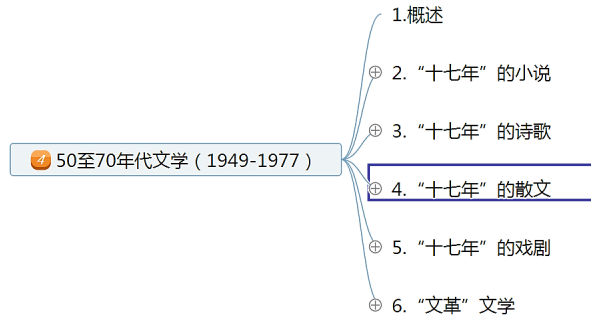 1.概述
2.“十七年”的小说
3.“十七年”的诗歌
4 50至70年代文学（1949-1977）
4.“十七年”的散文
5.“十七年”的戏剧
6.“文革”文学